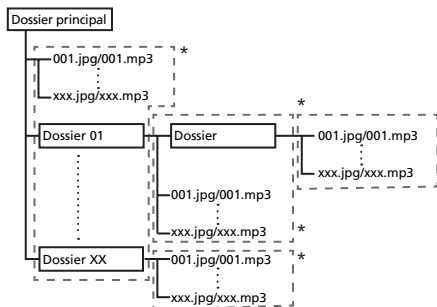 Dossier principal
001.jpg/001.mp3
*
xxx.jpg/xxx.mp3
*
Dossier 01
Dossier
001.jpg/001.mp3
xxx.jpg/xxx.mp3
001.jpg/001.mp3
xxx.jpg/xxx.mp3
*
Dossier XX
001.jpg/001.mp3
*
xxx.jpg/xxx.mp3